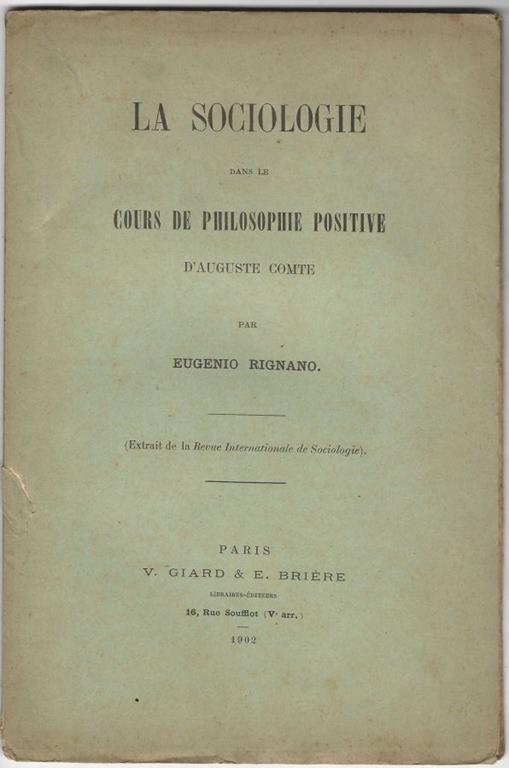 LA SOCIOLOGIE
DANS LE
COURS DE PHILOSOPHIE POSITIVE
D'AUGUSTE COMTE
PAR
EUGENIO RIGNANO.
(Extrait de la Revue Internationale de Sociologie).
PARIS
V. GIARD & E. BRIÈRE
LIBRAIRES-ÉDITEURS
16, Rue Soufflot (Vᵉ arr.)
1902